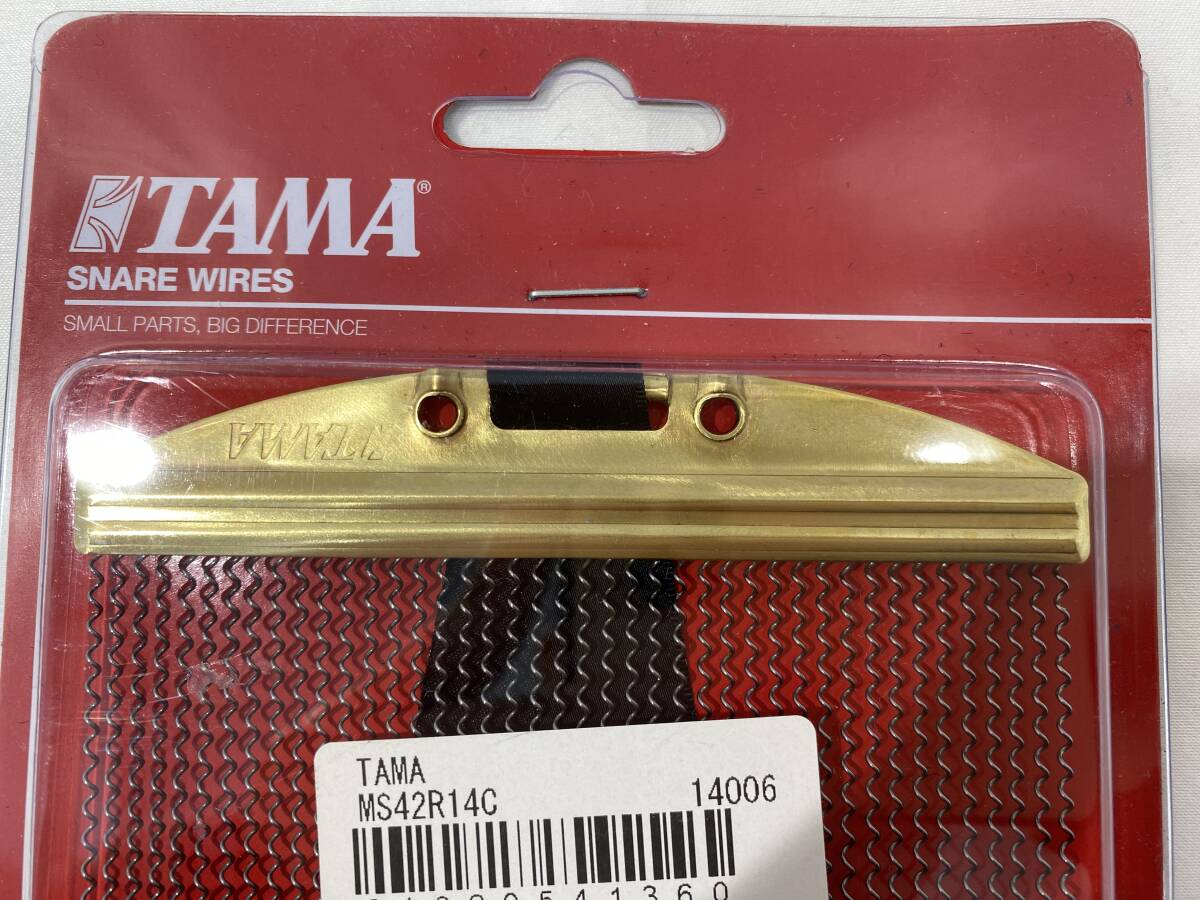 TAMA®
SNARE WIRES
SMALL PARTS, BIG DIFFERENCE
TAMA
TAMA
MS42R14C 14006